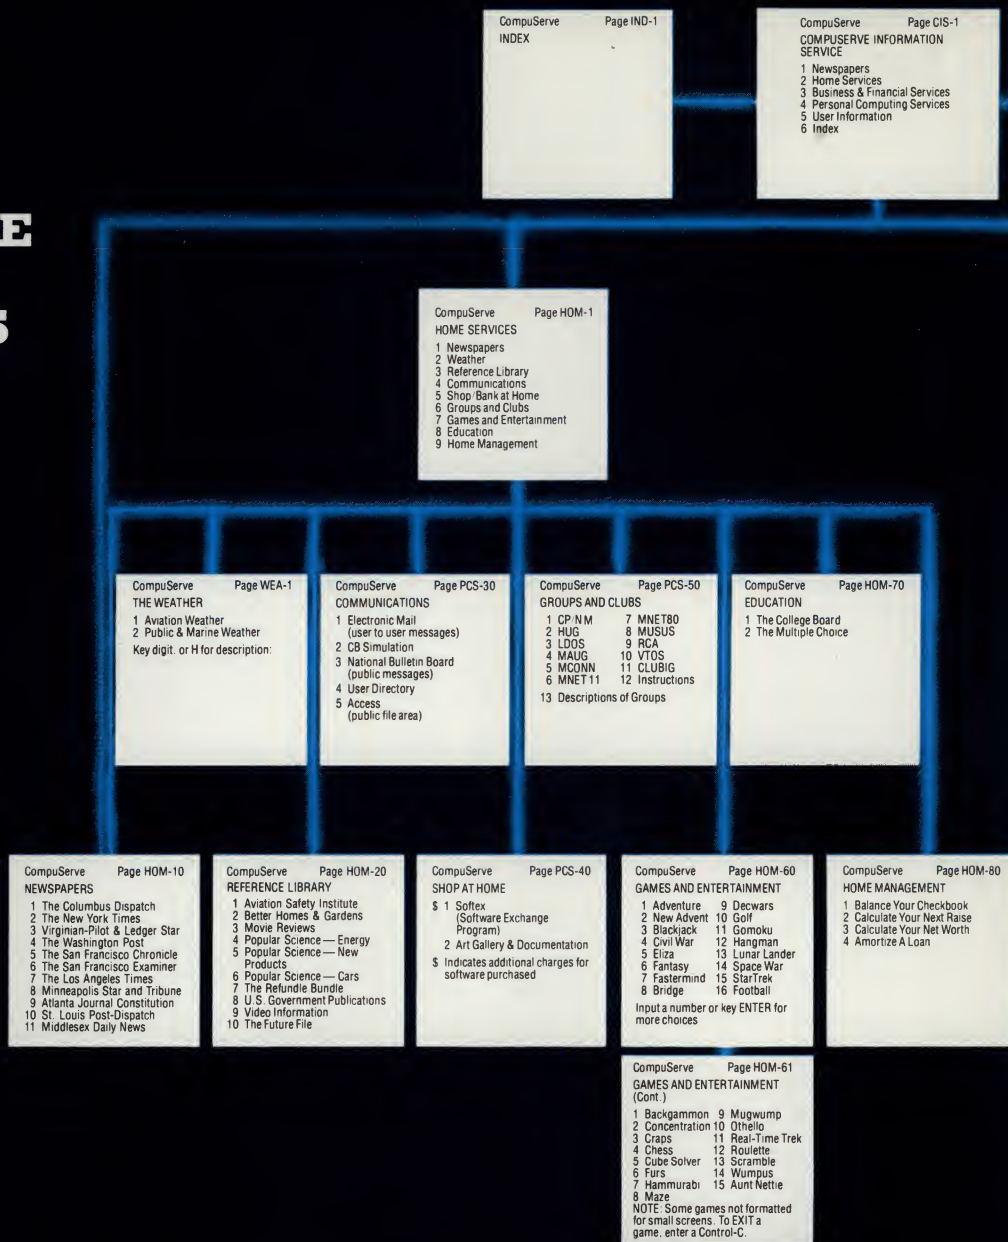 CompuServe Page IND-1
INDEX
CompuServe Page CIS-1
COMPUSERVE INFORMATION
SERVICE
1 Newspapers
2 Home Services
3 Business & Financial Services
4 Personal Computing Services
5 User Information
6 Index
E
5
CompuServe Page HOM-1
HOME SERVICES
1 Newspapers
2 Weather
3 Reference Library
4 Communications
5 Shop/Bank at Home
6 Groups and Clubs
7 Games and Entertainment
8 Education
9 Home Management
CompuServe Page WEA-1
THE WEATHER
1 Aviation Weather
2 Public & Marine Weather
Key digit. or H for description:
CompuServe Page PCS-30
COMMUNICATIONS
1 Electronic Mail
(user to user messages)
2 CB Simulation
3 National Bulletin Board
(public messages)
4 User Directory
5 Access
(public file area)
CompuServe Page PCS-50
GROUPS AND CLUBS
1 CP/NM 7 MNET80
2 HUG 8 MUSUS
3 LDOS 9 RCA
4 MAUG 10 VTOS
5 MCONN 11 CLUBIG
6 MNET11 12 Instructions
13 Descriptions of Groups
CompuServe Page HOM-70
EDUCATION
1 The College Board
2 The Multiple Choice
CompuServe Page HOM-10
NEWSPAPERS
1 The Columbus Dispatch
2 The New York Times
3 Virginian-Pilot & Ledger Star
4 The Washington Post
5 The San Francisco Chronicle
6 The San Francisco Examiner
7 The Los Angeles Times
8 Minneapolis Star and Tribune
9 Atlanta Journal Constitution
10 St. Louis Post-Dispatch
11 Middlesex Daily News
CompuServe Page HOM-20
REFERENCE LIBRARY
1 Aviation Safety Institute
2 Better Homes & Gardens
3 Movie Reviews
4 Popular Science — Energy
5 Popular Science — New
Products
6 Popular Science — Cars
7 The Refundle Bundle
8 U.S. Government Publications
9 Video Information
10 The Future File
CompuServe Page PCS-40
SHOP AT HOME
$ 1 Softex
(Software Exchange
Program)
2 Art Gallery & Documentation
$ Indicates additional charges for
software purchased
CompuServe Page HOM-60
GAMES AND ENTERTAINMENT
1 Adventure 9 Decwars
2 New Advent 10 Golf
3 Blackjack 11 Gomoku
4 Civil War 12 Hangman
5 Eliza 13 Lunar Lander
6 Fantasy 14 Space War
7 Fastermind 15 StarTrek
8 Bridge 16 Football
Input a number or key ENTER for
more choices
CompuServe Page HOM-80
HOME MANAGEMENT
1 Balance Your Checkbook
2 Calculate Your Next Raise
3 Calculate Your Net Worth
4 Amortize A Loan
CompuServe Page HOM-61
GAMES AND ENTERTAINMENT
(Cont.)
1 Backgammon 9 Mugwump
2 Concentration 10 Othello
3 Craps 11 Real-Time Trek
4 Chess 12 Roulette
5 Cube Solver 13 Scramble
6 Furs 14 Wumpus
7 Hammurabi 15 Aunt Nettie
8 Maze
NOTE: Some games not formatted
for small screens. To EXIT a
game, enter a Control-C.